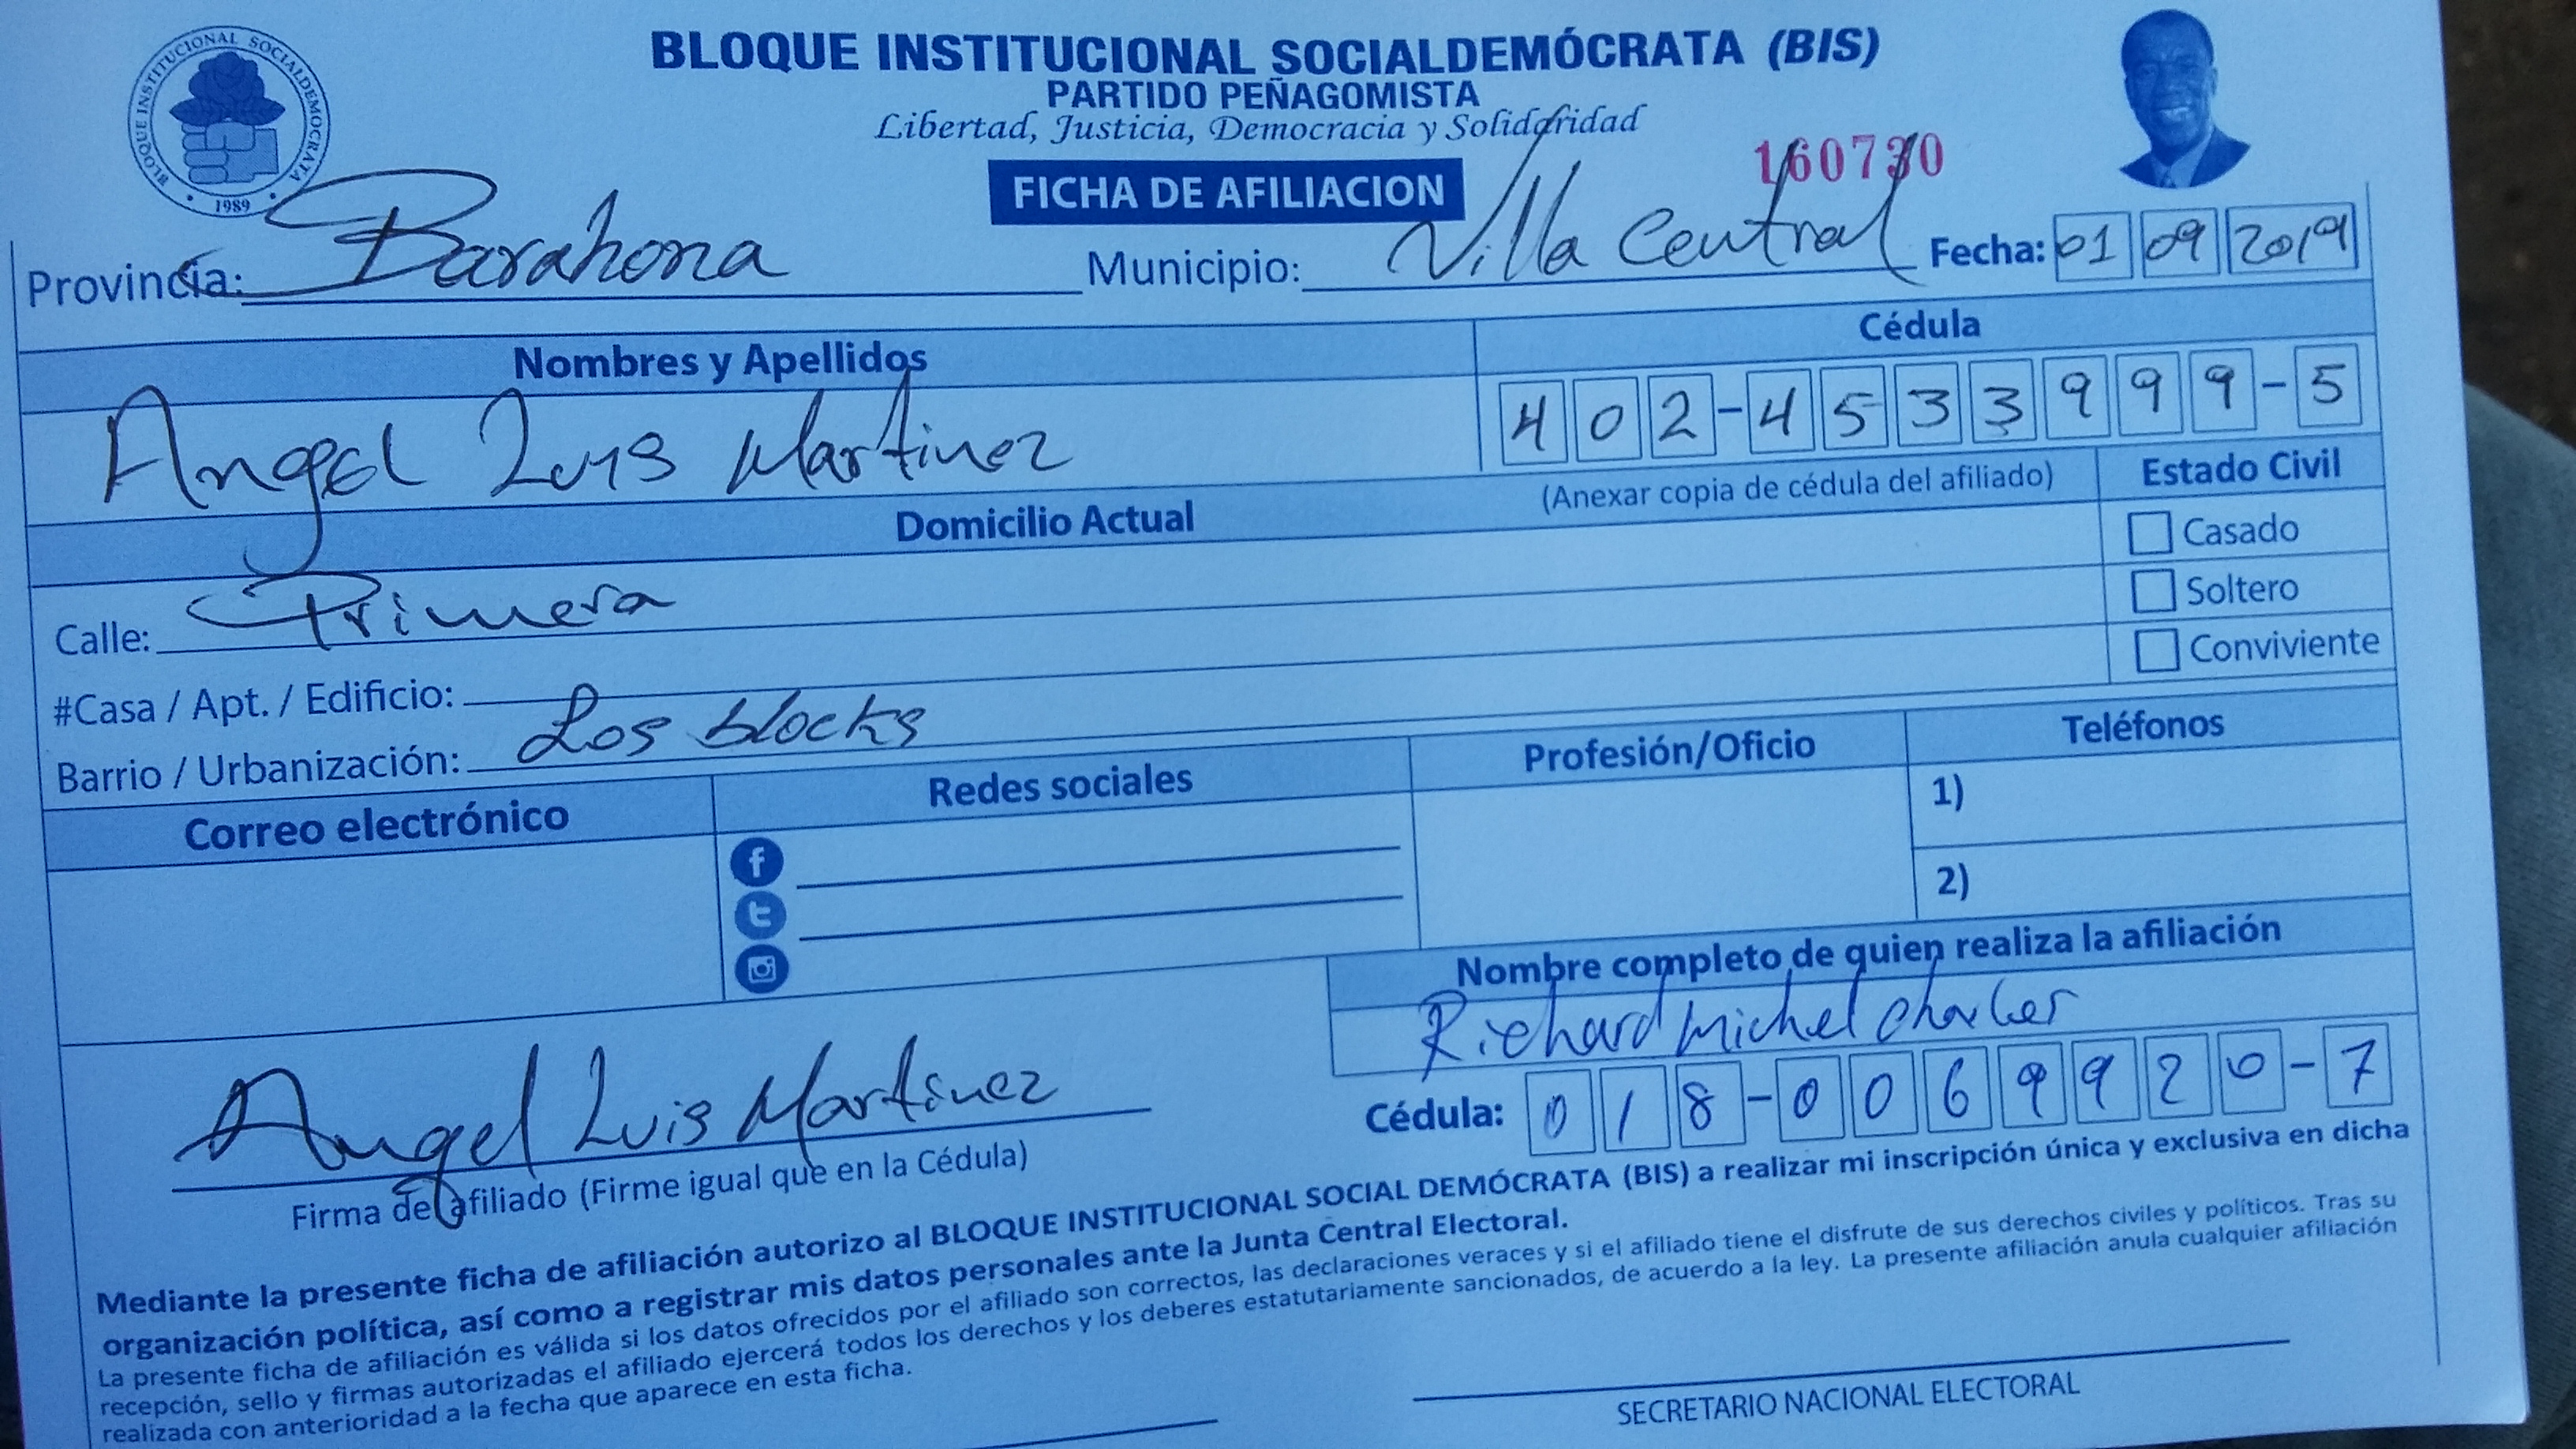 BLOQUE INSTITUCIONAL SOCIALDEMÓCRATA (BIS)
PARTIDO PEÑAGOMISTA
Libertad, Justicia, Democracia y Solidaridad
BLOQUE INSTITUCIONAL SOCIALDEMOCRATA
1989
FICHA DE AFILIACION
160730
Provincia: Barahona Municipio: Villa Central Fecha: 01 09 2019
Nombres y Apellidos Cédula
Angel Luis Martinez 402-4533999-5
(Anexar copia de cédula del afiliado) Estado Civil
Domicilio Actual
Casado
Calle: Primera
Soltero
#Casa / Apt. / Edificio:
Conviviente
Barrio / Urbanización: Los blocks
Correo electrónico Redes sociales Profesión/Oficio Teléfonos
1)
2)
Nombre completo de quien realiza la afiliación
Richard Michel Charles
Cédula: 018-0069920-7
Angel Luis Martinez
Firma de afiliado (Firme igual que en la Cédula)
Mediante la presente ficha de afiliación autorizo al BLOQUE INSTITUCIONAL SOCIAL DEMÓCRATA (BIS) a realizar mi inscripción única y exclusiva en dicha
organización política, así como a registrar mis datos personales ante la Junta Central Electoral.
La presente ficha de afiliación es válida si los datos ofrecidos por el afiliado son correctos, las declaraciones veraces y si el afiliado tiene el disfrute de sus derechos civiles y políticos. Tras su
recepción, sello y firmas autorizadas el afiliado ejercerá todos los derechos y los deberes estatutariamente sancionados, de acuerdo a la ley. La presente afiliación anula cualquier afiliación
realizada con anterioridad a la fecha que aparece en esta ficha.
SECRETARIO NACIONAL ELECTORAL